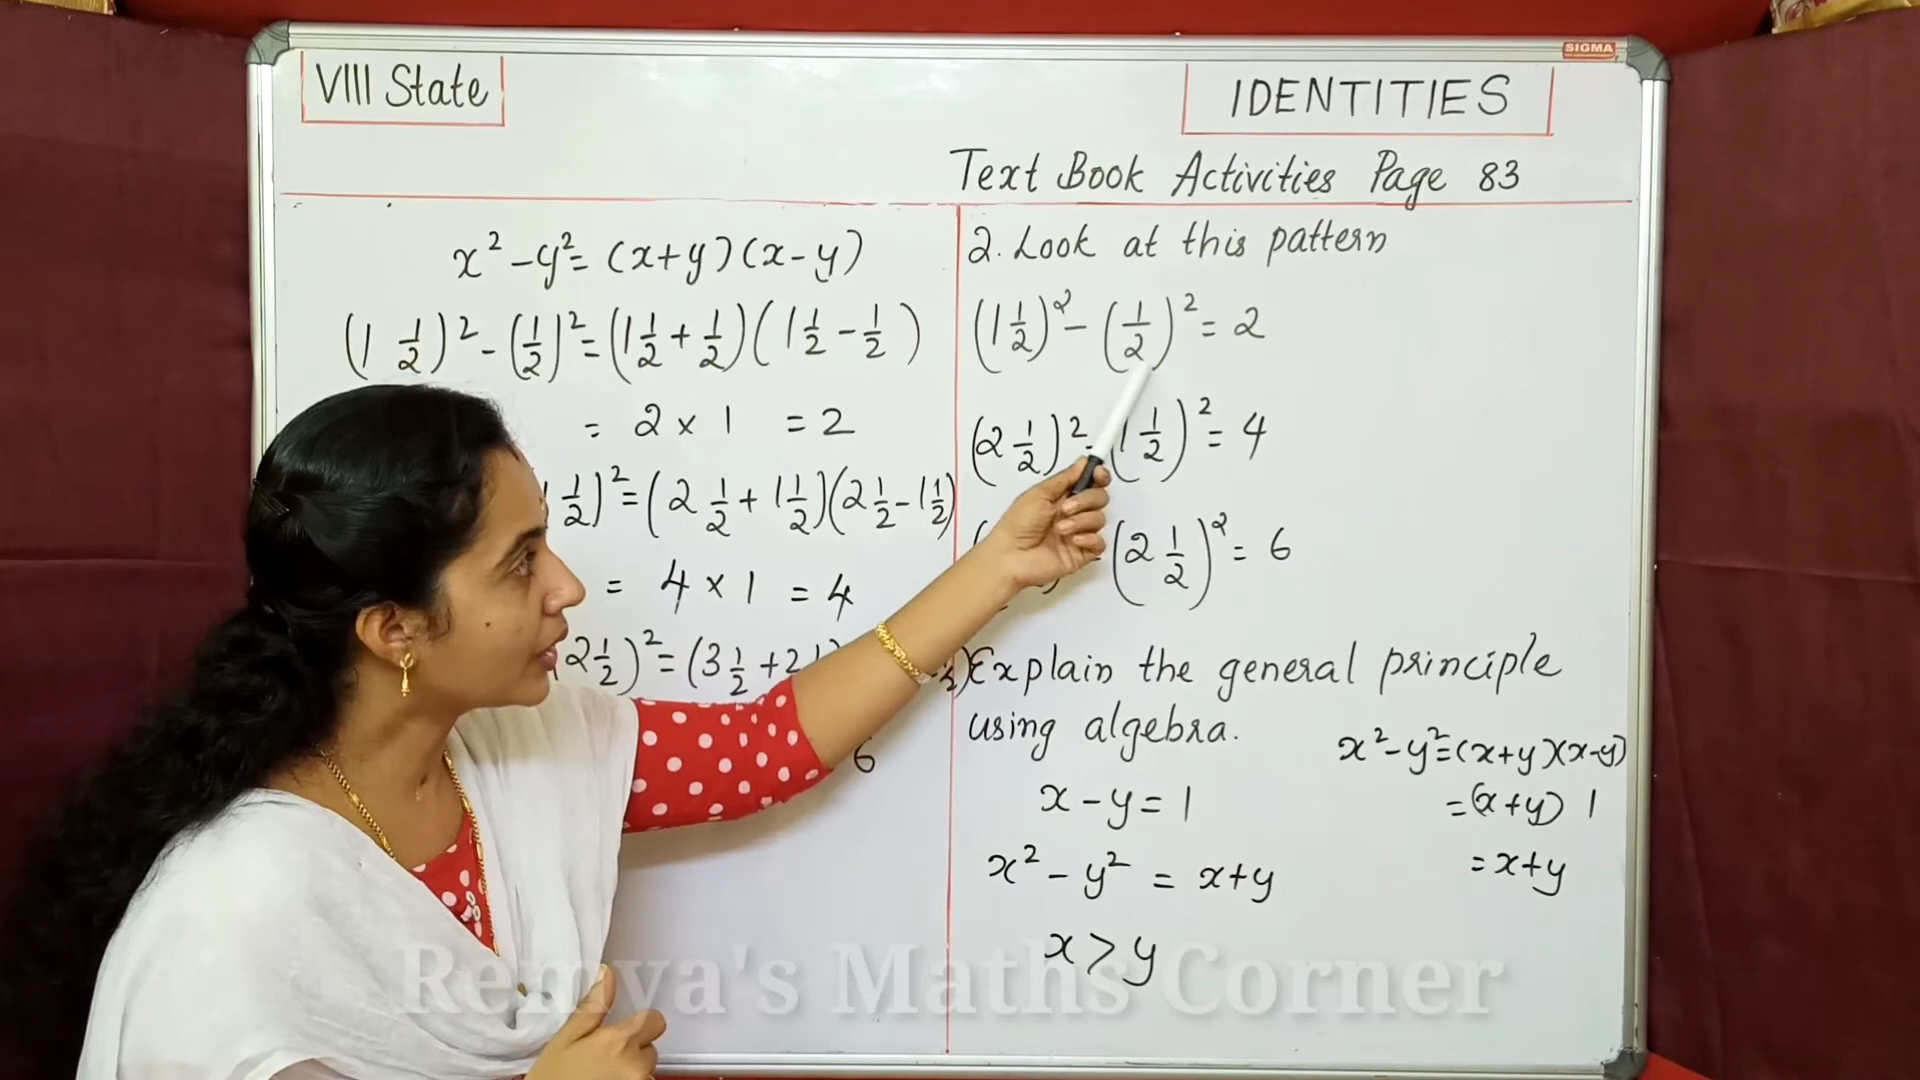 SIGMA
VIII State
IDENTITIES
Text Book Activities Page 83
x² - y² = (x+y)(x-y)
(1 1/2)² - (1/2)² = (1 1/2 + 1/2)(1 1/2 - 1/2)
= 2 × 1 = 2
1/2)² = (2 1/2 + 1 1/2)(2 1/2 - 1 1/2)
= 4 × 1 = 4
2 1/2)² = (3 1/2 + 2
6
2. Look at this pattern
(1 1/2)² - (1/2)² = 2
(2 1/2)² - (1 1/2)² = 4
- (2 1/2)² = 6
Explain the general principle
using algebra.
x - y = 1
x² - y² = x+y
x > y
x² - y² = (x+y)(x-y)
= (x+y) 1
= x+y
Remya's Maths Corner